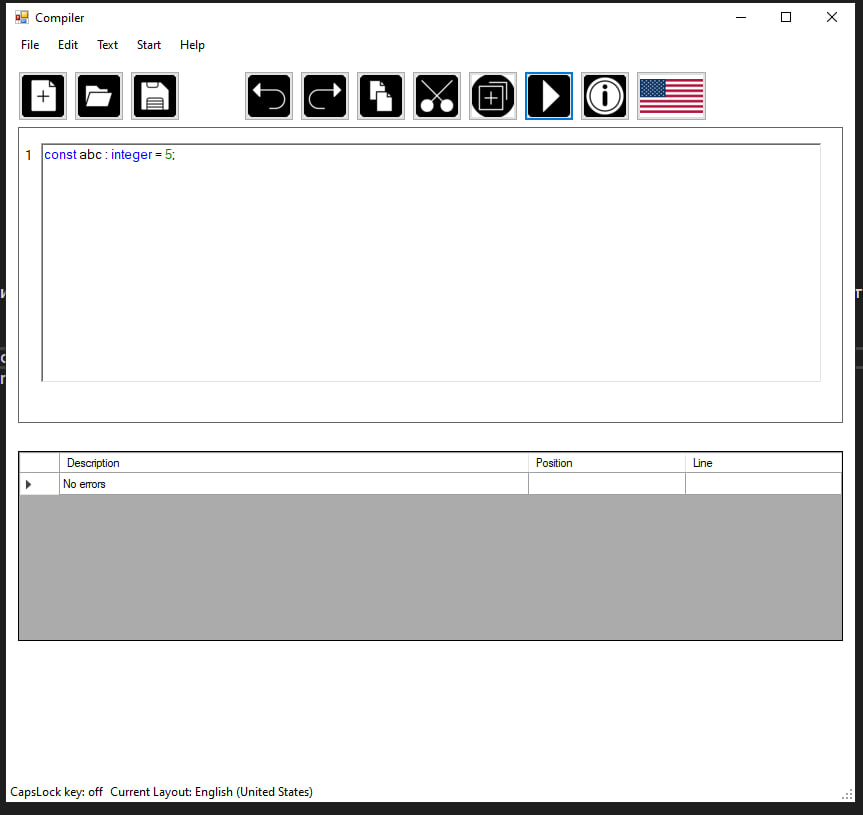 Compiler
File Edit Text Start Help
1 const abc : integer = 5;
Description Position Line
No errors
CapsLock key: off Current Layout: English (United States)